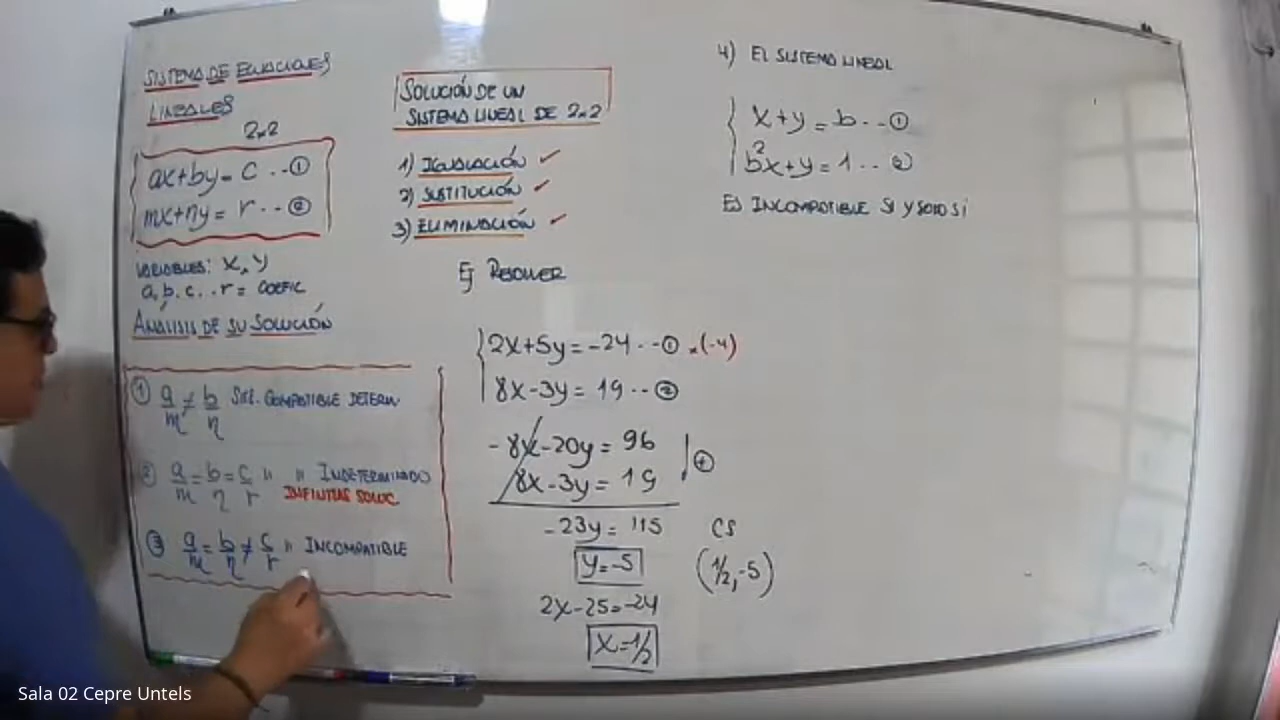 SISTEMA DE ECUACIONES
LINEALES
2x2
ax+by= c ...①
mx+ny= r ...②
VARIABLES: x, y
a, b, c...r = COEFIC
ANÁLISIS DE SU SOLUCIÓN
① a/m ≠ b/n SIST. COMPATIBLE DETERM.
② a/m = b/n = c/r " " INDETERMINADO
INFINITAS SOLUC.
③ a/m = b/n ≠ c/r " INCOMPATIBLE
SOLUCIÓN DE UN
SISTEMA LINEAL DE 2x2
1) IGUALACIÓN ✓
2) SUSTITUCIÓN ✓
3) ELIMINACIÓN ✓
Ej RESOLVER
2x+5y=-24 ...① x(-4)
8x-3y= 19 ...②
-8x-20y= 96
8x-3y= 19 (+)
-23y= 115
y=-5
2x-25=-24
x=1/2
CS
(1/2,-5)
4) EL SISTEMA LINEAL
x+y = b ...①
b²x+y= 1 ...②
ES INCOMPATIBLE SI Y SOLO SÍ
Sala 02 Cepre Untels